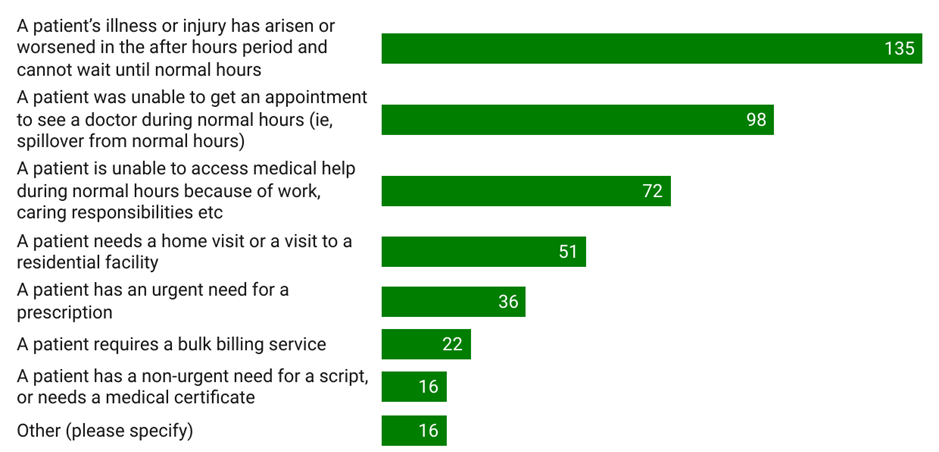 A patient’s illness or injury has arisen or
worsened in the after hours period and
cannot wait until normal hours
135
A patient was unable to get an appointment
to see a doctor during normal hours (ie,
spillover from normal hours)
98
A patient is unable to access medical help
during normal hours because of work,
caring responsibilities etc
72
A patient needs a home visit or a visit to a
residential facility
51
A patient has an urgent need for a
prescription
36
A patient requires a bulk billing service
22
A patient has a non-urgent need for a script,
or needs a medical certificate
16
Other (please specify)
16